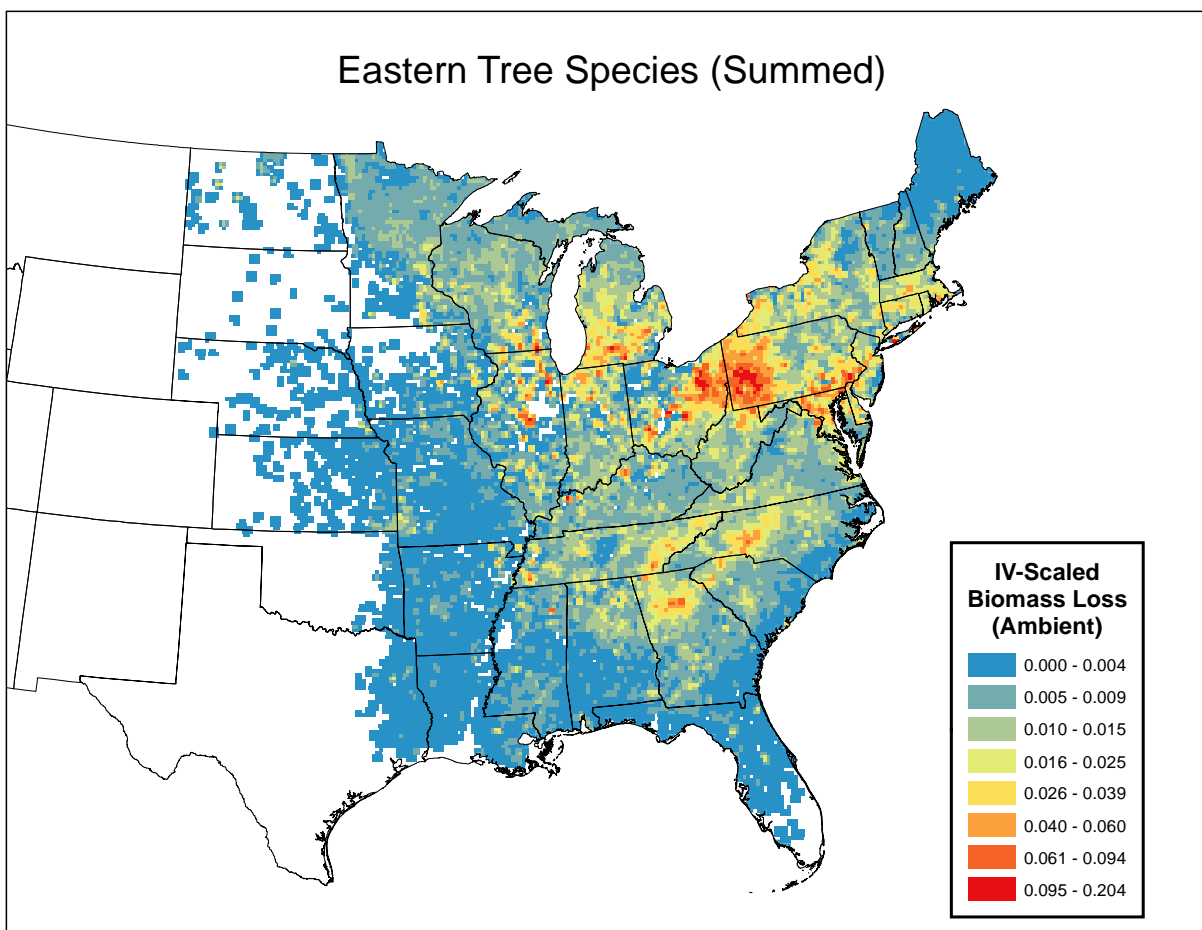 Eastern Tree Species (Summed)
2
IV-Scaled
Biomass Loss
(Ambient)
0.000 - 0.004
0.005 - 0.009
0.010 - 0.015
0.016 - 0.025
0.026 - 0.039
0.040 - 0.060
0.061 - 0.094
0.095 - 0.204